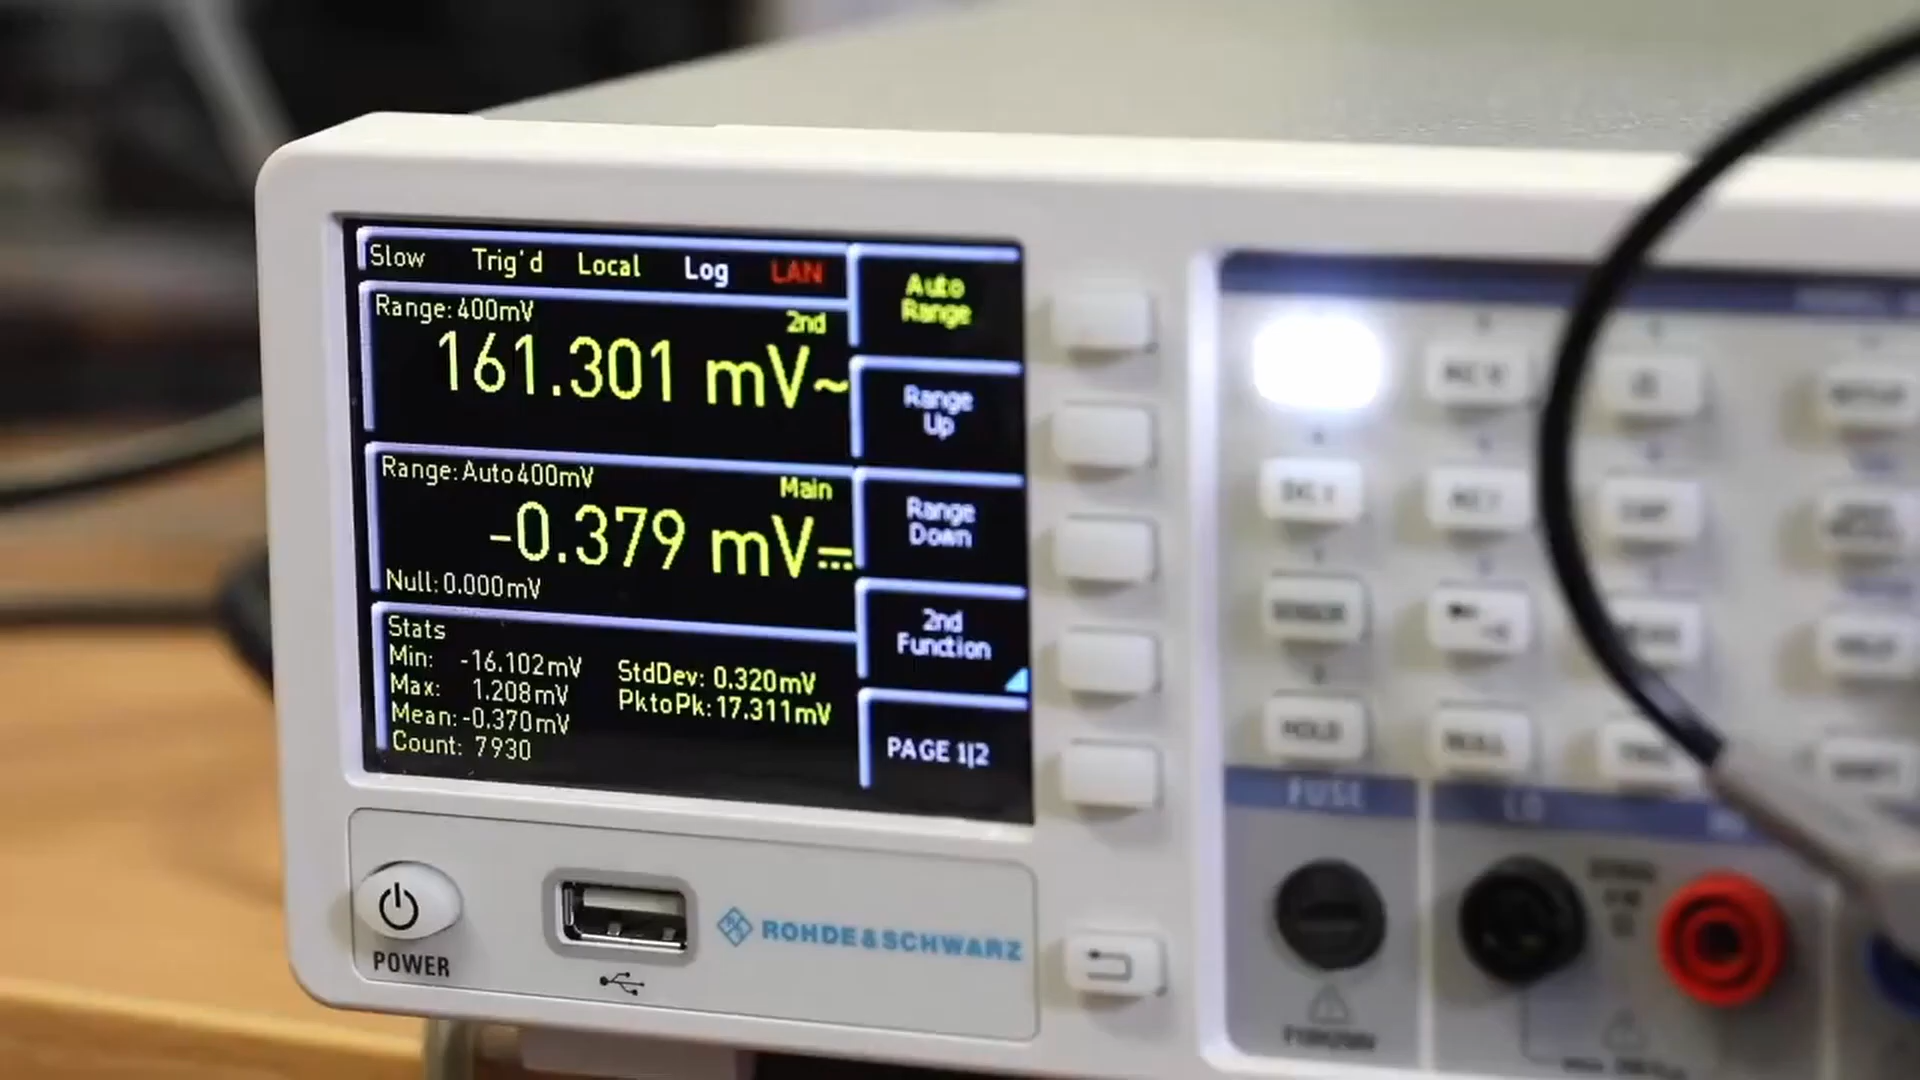 Slow Trig'd Local Log LAN
Range: 400mV
2nd
161.301 mV~
Range: Auto 400mV
Main
-0.379 mV⎓
Null: 0.000mV
Stats
Min: -16.102mV
Max: 1.208mV
Mean: -0.370mV
Count: 7930
StdDev: 0.320mV
PktoPk: 17.311mV
Auto
Range
Range
Up
Range
Down
2nd
Function
PAGE 1|2
POWER
ROHDE&SCHWARZ
HOLD
FUSE
LO